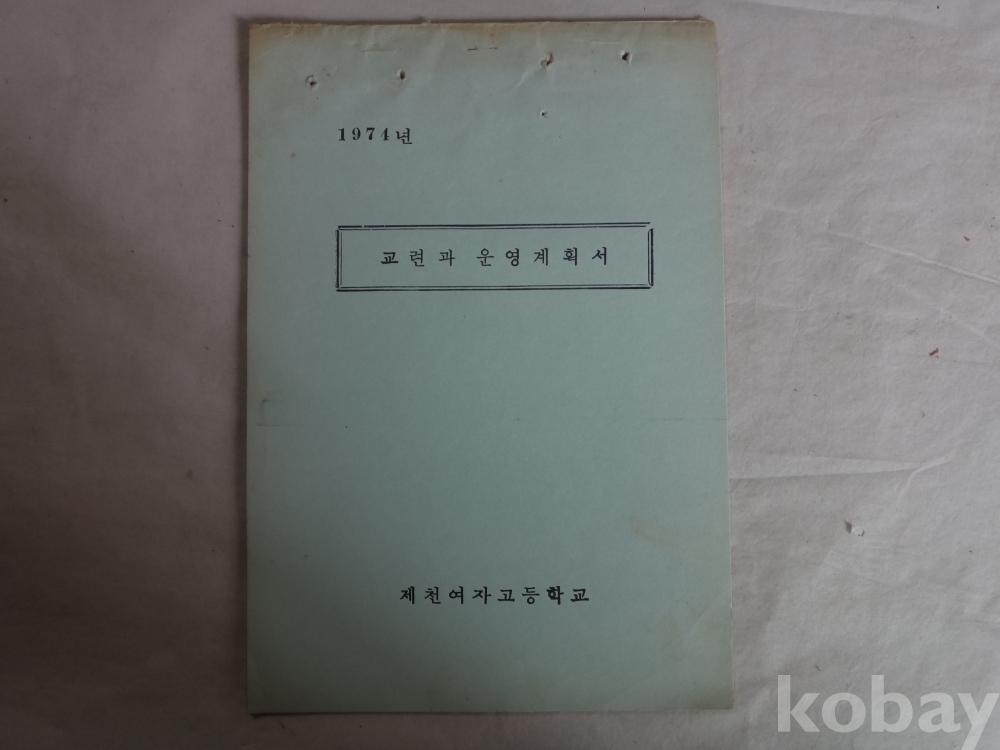 1974년
교련과 운영계획서
제천여자고등학교
kobay